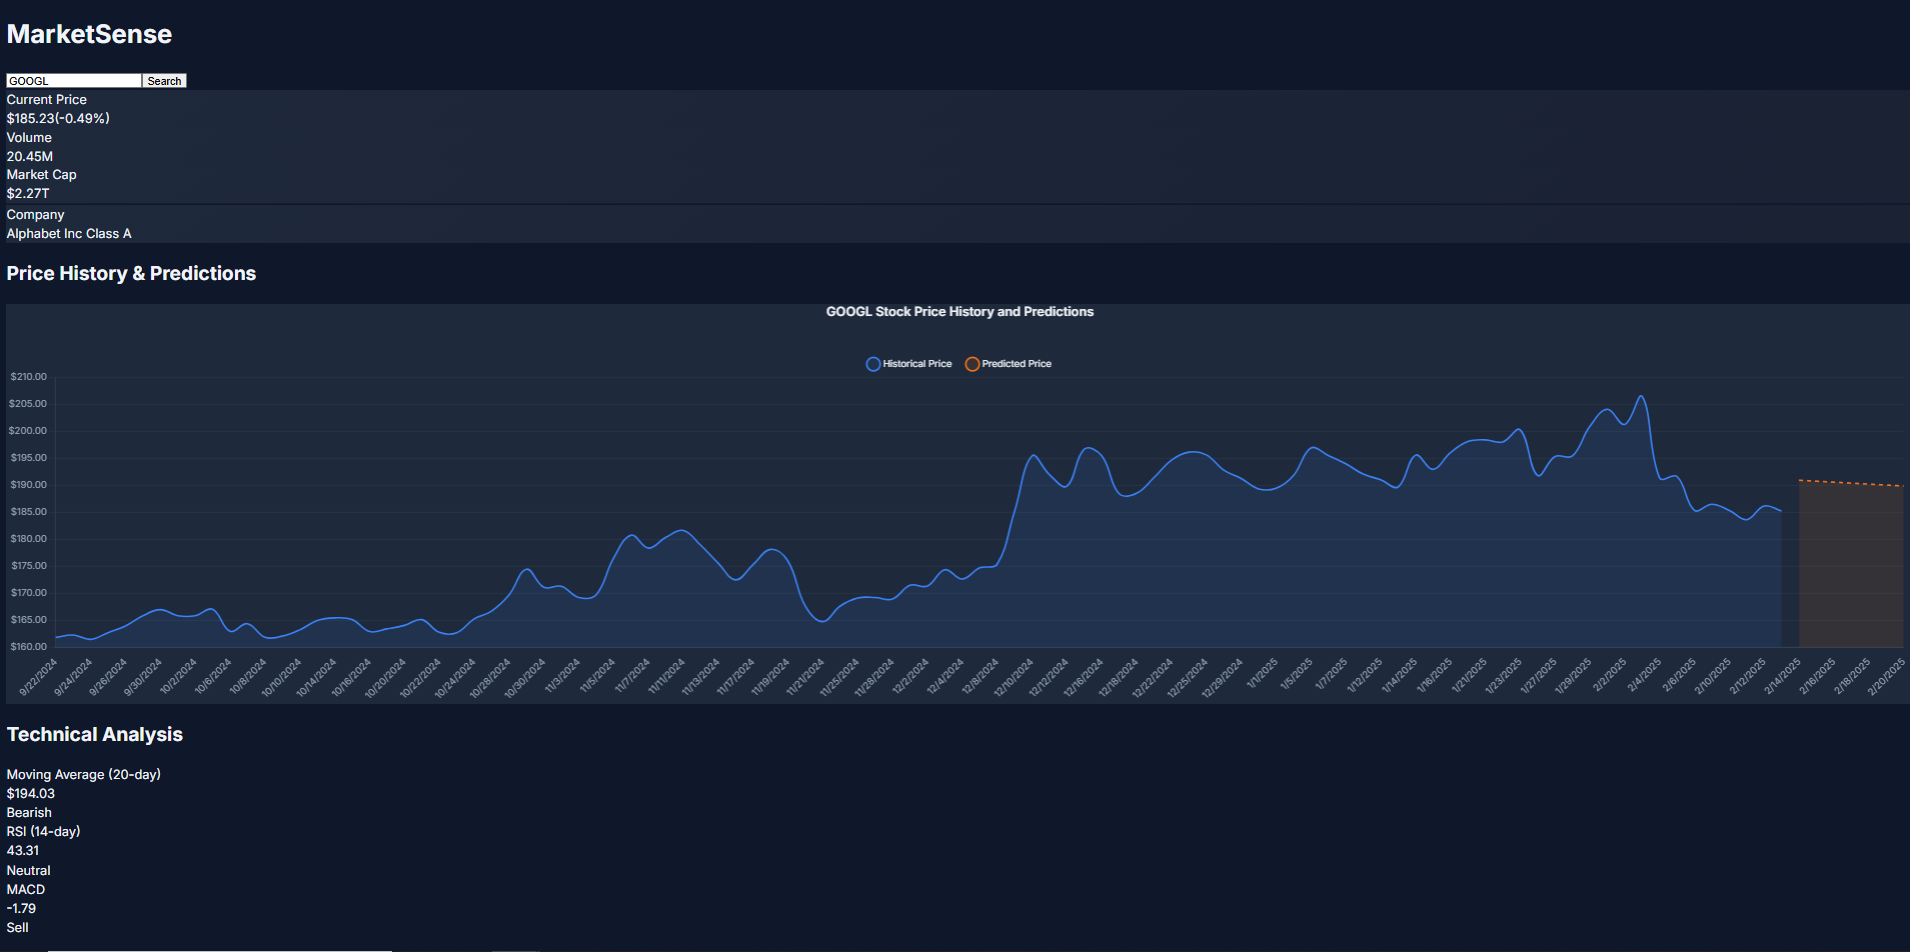 MarketSense
GOOGL Search
Current Price
$185.23(-0.49%)
Volume
20.45M
Market Cap
$2.27T
Company
Alphabet Inc Class A
Price History & Predictions
GOOGL Stock Price History and Predictions
Historical Price Predicted Price
$210.00
$205.00
$200.00
$195.00
$190.00
$185.00
$180.00
$175.00
$170.00
$165.00
$160.00
9/22/2024 9/24/2024 9/26/2024 9/30/2024 10/2/2024 10/6/2024 10/8/2024 10/10/2024 10/14/2024 10/16/2024 10/20/2024 10/22/2024 10/24/2024 10/28/2024 10/30/2024 11/3/2024 11/5/2024 11/7/2024 11/11/2024 11/13/2024 11/17/2024 11/19/2024 11/21/2024 11/25/2024 11/28/2024 12/2/2024 12/4/2024 12/8/2024 12/10/2024 12/12/2024 12/16/2024 12/18/2024 12/22/2024 12/25/2024 12/29/2024 1/1/2025 1/5/2025 1/7/2025 1/12/2025 1/14/2025 1/16/2025 1/21/2025 1/23/2025 1/27/2025 1/29/2025 2/2/2025 2/4/2025 2/6/2025 2/10/2025 2/12/2025 2/14/2025 2/16/2025 2/18/2025 2/20/2025
Technical Analysis
Moving Average (20-day)
$194.03
Bearish
RSI (14-day)
43.31
Neutral
MACD
-1.79
Sell